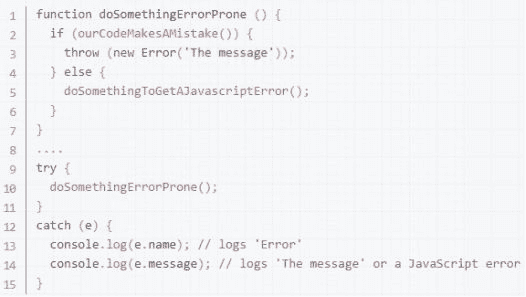 1 function doSomethingErrorProne () {
2 if (ourCodeMakesAMistake()) {
3 throw (new Error('The message'));
4 } else {
5 doSomethingToGetAJavascriptError();
6 }
7 }
8 ....
9 try {
10 doSomethingErrorProne();
11 }
12 catch (e) {
13 console.log(e.name); // logs 'Error'
14 console.log(e.message); // logs 'The message' or a JavaScript error
15 }